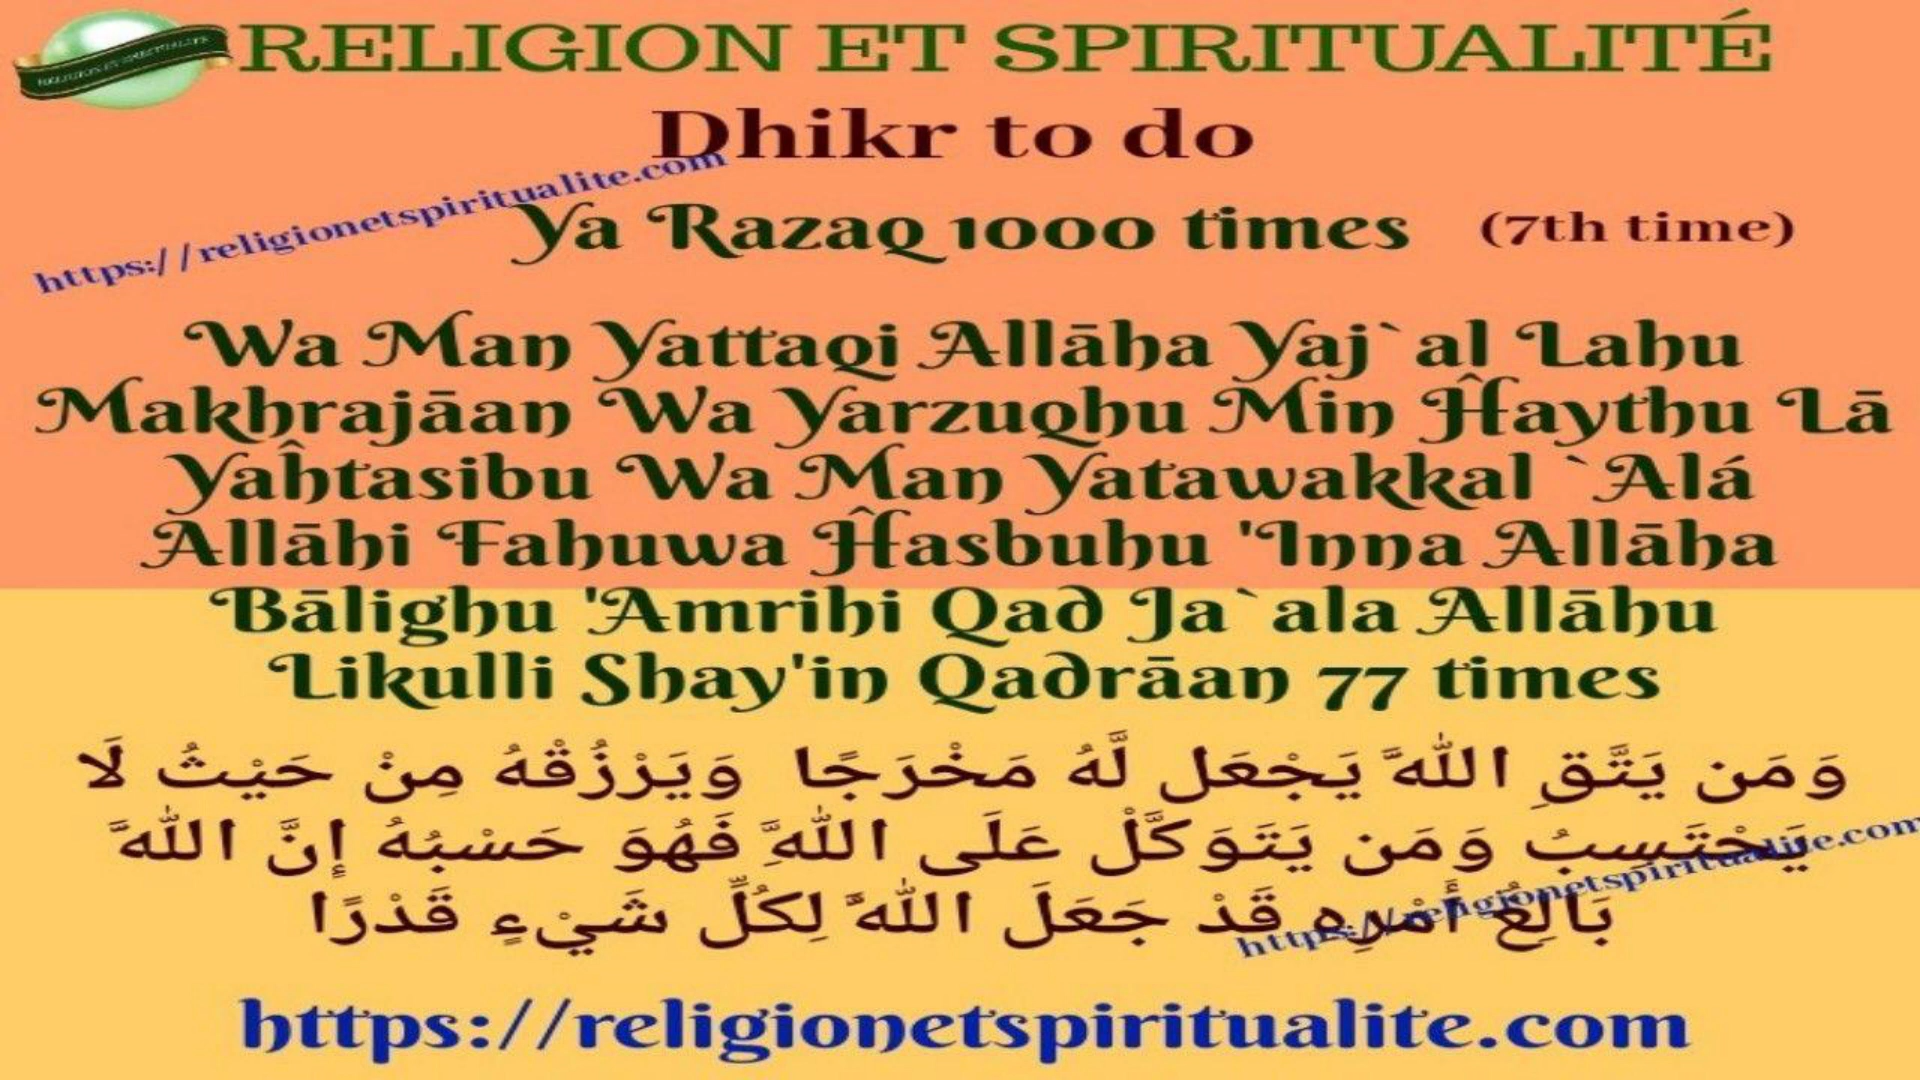 RELIGION ET SPIRITUALITÉ
Dhikr to do
https://religionetspiritualite.com
Ya Razaq 1000 times (7th time)
Wa Man Yattaqi Allāha Yaj`al Lahu
Makhrajāan Wa Yarzuqhu Min Ĥaythu Lā
Yaĥtasibu Wa Man Yatawakkal `Alá
Allāhi Fahuwa Ĥasbuhu 'Inna Allāha
Bālighu 'Amrihi Qad Ja`ala Allāhu
Likulli Shay'in Qadrāan 77 times
وَمَن يَتَّقِ اللَّهَ يَجْعَل لَّهُ مَخْرَجًا وَيَرْزُقْهُ مِنْ حَيْثُ لَا
يَحْتَسِبُ وَمَن يَتَوَكَّلْ عَلَى اللَّهِ فَهُوَ حَسْبُهُ إِنَّ اللَّهَ
بَالِغُ أَمْرِهِ قَدْ جَعَلَ اللَّهُ لِكُلِّ شَيْءٍ قَدْرًا
https://religionetspiritualite.com
https://religionetspiritualite.com